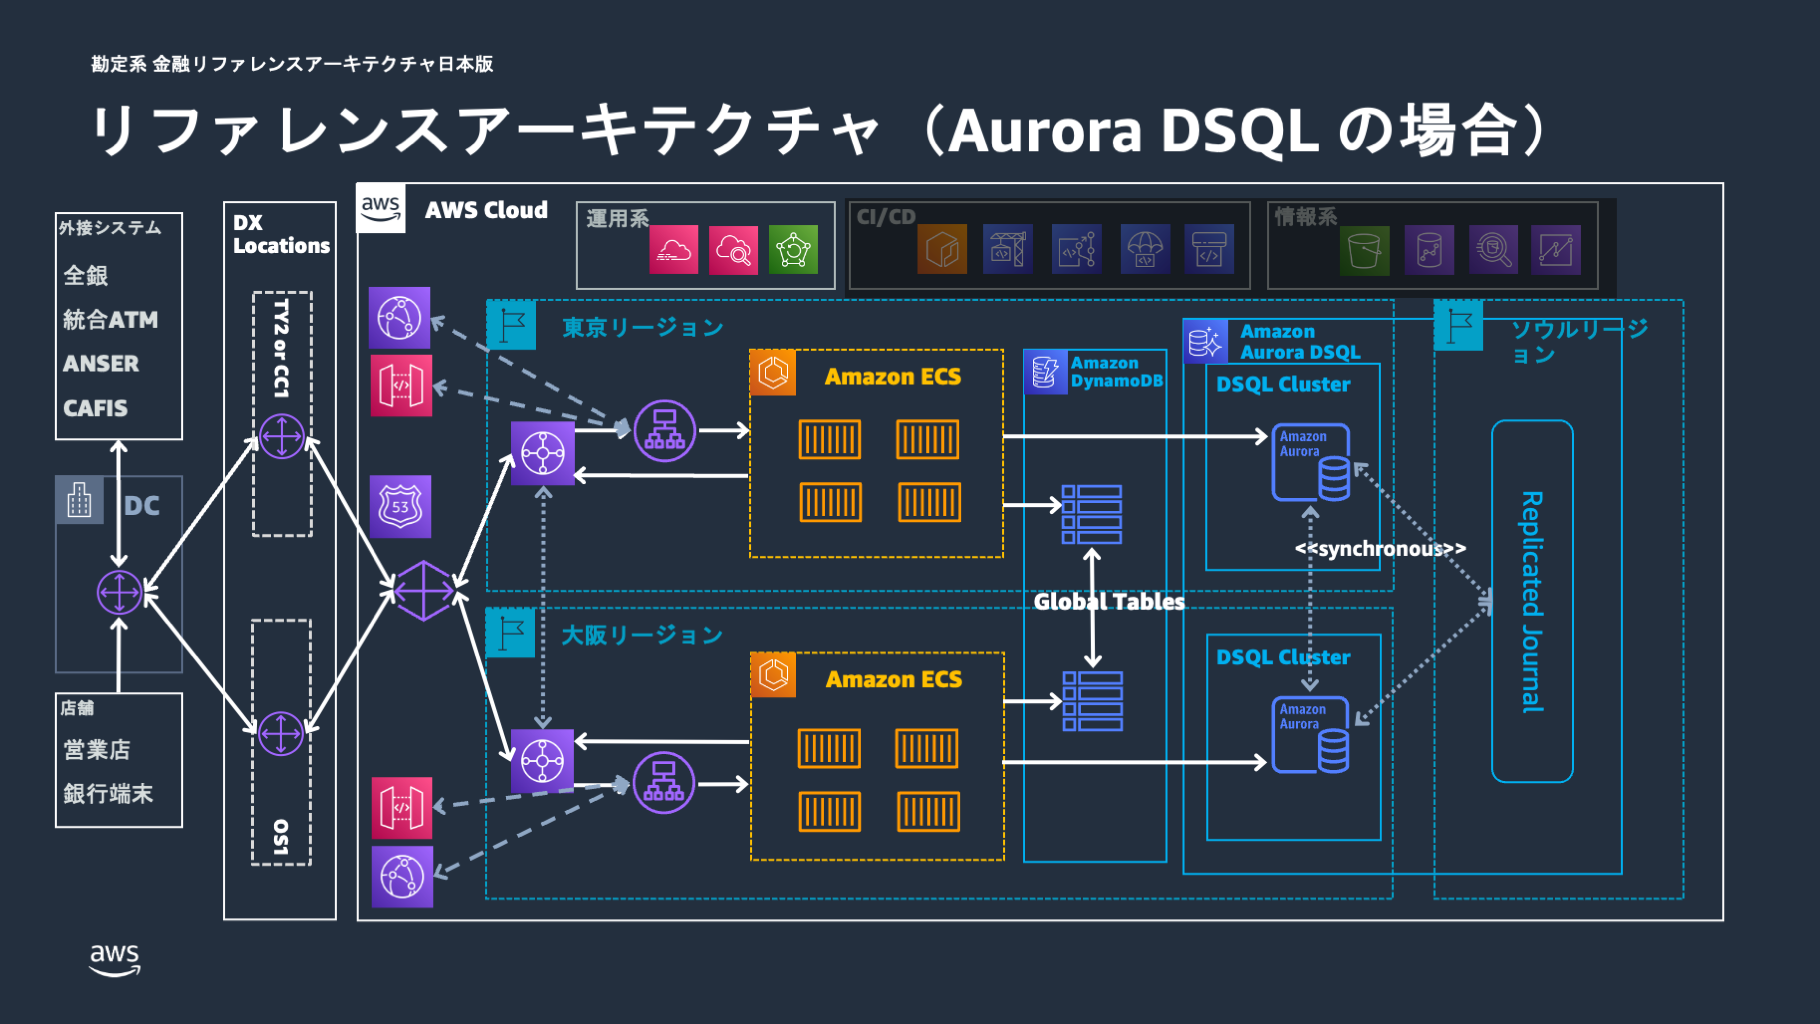 勘定系 金融リファレンスアーキテクチャ日本版
リファレンスアーキテクチャ（Aurora DSQL の場合）
外接システム
全銀
統合ATM
ANSER
CAFIS
DC
店舗
営業店
銀行端末
DX
Locations
TY2 or CC1
OS1
aws
AWS Cloud
運用系
CI/CD
情報系
53
東京リージョン
Amazon ECS
Amazon
DynamoDB
Amazon
Aurora DSQL
DSQL Cluster
Amazon
Aurora
ソウルリージ
ョン
<<synchronous>>
Replicated Journal
Global Tables
大阪リージョン
Amazon ECS
DSQL Cluster
Amazon
Aurora
aws